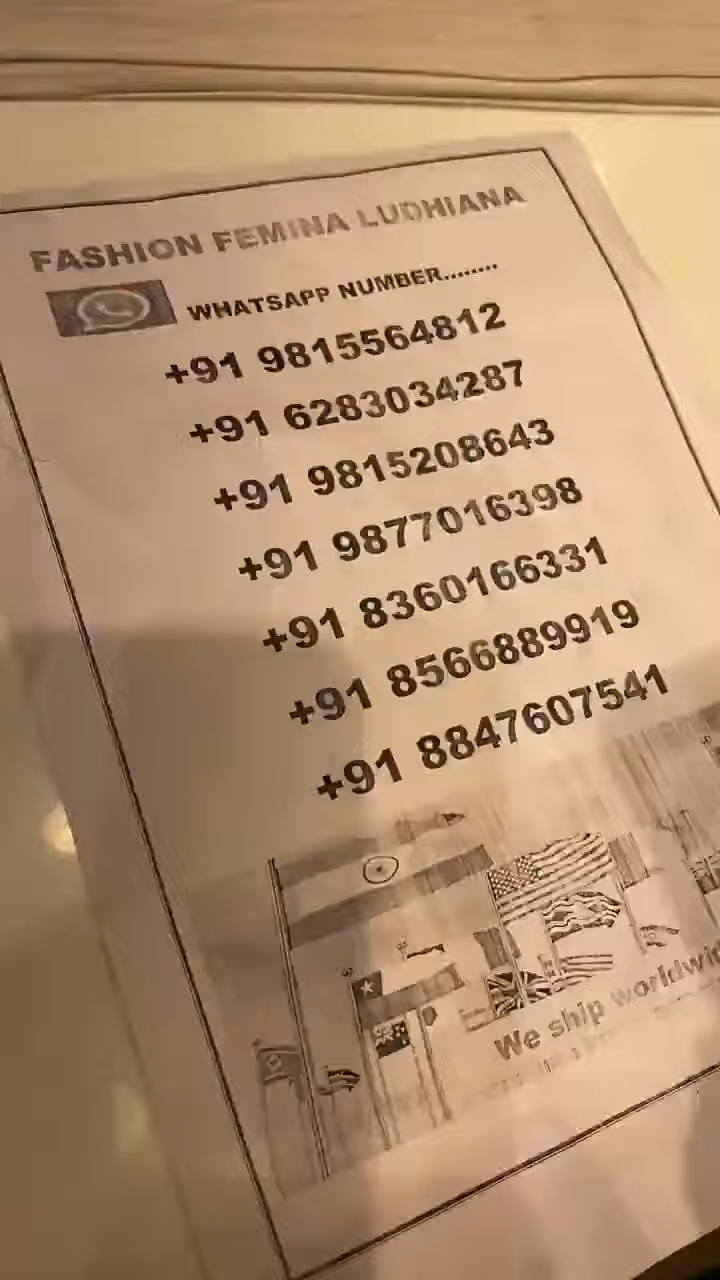 FASHION FEMINA LUDHIANA
WHATSAPP NUMBER........
+91 9815564812
+91 6283034287
+91 9815208643
+91 9877016398
+91 8360166331
+91 8566889919
+91 8847607541
We ship